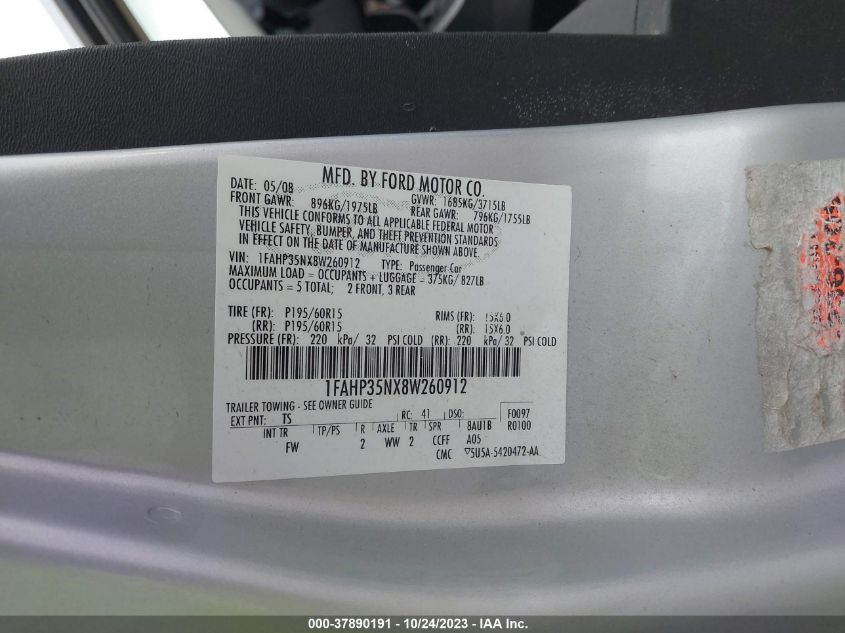 MFD. BY FORD MOTOR CO.
DATE: 05/08 GVWR: 1685KG/3715LB
FRONT GAWR: 896KG/1975LB REAR GAWR: 796KG/1755LB
THIS VEHICLE CONFORMS TO ALL APPLICABLE FEDERAL MOTOR
VEHICLE SAFETY, BUMPER, AND THEFT PREVENTION STANDARDS
IN EFFECT ON THE DATE OF MANUFACTURE SHOWN ABOVE.
VIN: 1FAHP35NX8W260912 TYPE: Passenger Car
MAXIMUM LOAD = OCCUPANTS + LUGGAGE = 375KG/ 827LB
OCCUPANTS = 5 TOTAL; 2 FRONT, 3 REAR
TIRE (FR): P195/60R15 RIMS (FR): 15X6.0
(RR): P195/60R15 (RR): 15X6.0
PRESSURE (FR): 220 kPa/ 32 PSI COLD (RR): 220 kPa/ 32 PSI COLD
1FAHP35NX8W260912
TRAILER TOWING - SEE OWNER GUIDE
EXT PNT: TS RC: 41 DSO: F0097
INT TR TP/PS R AXLE TR SPR 8AU1B R0100
FW 2 WW 2 CCFF A05
CMC ▽5U5A-5420472-AA
000-37890191 - 10/24/2023 - IAA Inc.